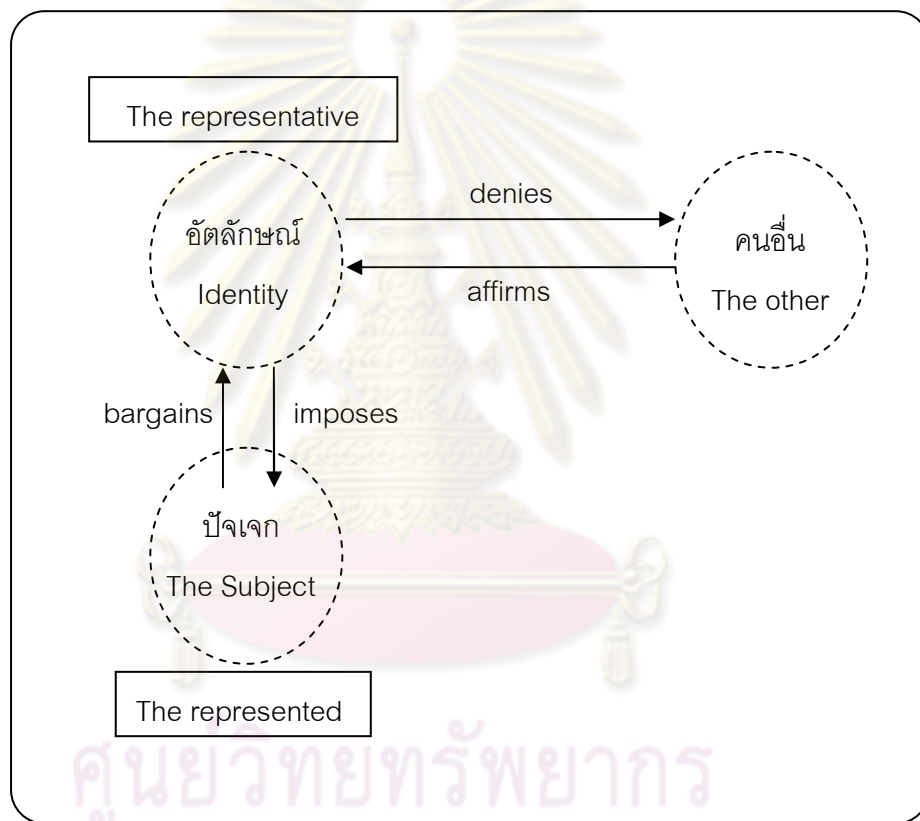 The representative
denies
อัตลักษณ์
Identity
คนอื่น
The other
affirms
bargains
imposes
ปัจเจก
The Subject
The represented
ศูนย์วิทยทรัพยากร